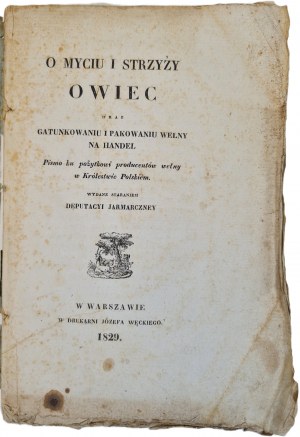 O MYCIU I STRZYŻY
OWIEC
ORAZ
GATUNKOWANIU I PAKOWANIU WEŁNY
NA HANDEL
Pismo ku pożytkowi producentów wełny
w Królestwie Polskiém.
WYDANE STARANIEM
DEPUTACYI JARMARCZNEY
W WARSZAWIE
W DRUKARNI JÓZEFA WĘCKIEGO.
1829.